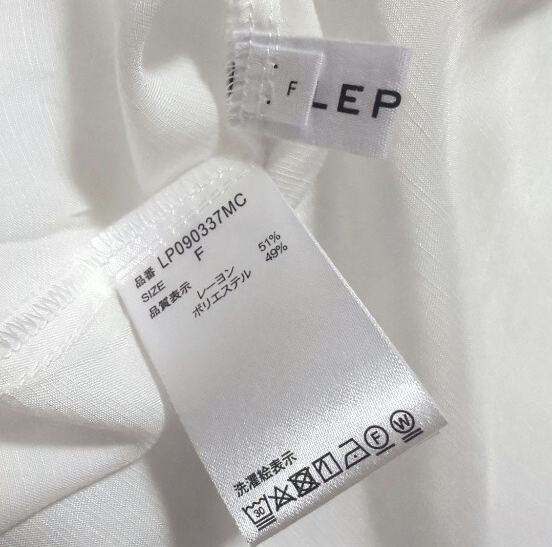 F
LEP
品番 LP090337MC
SIZE F
品質表示 レーヨン 51%
ポリエステル 49%
洗濯絵表示
30 F W